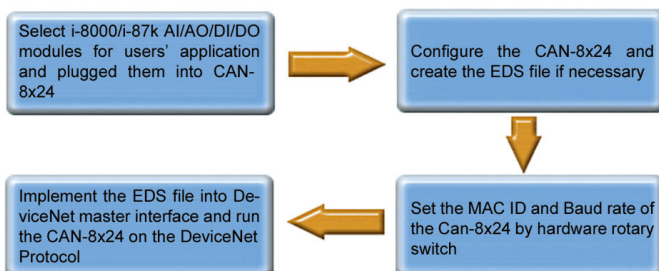 Select i-8000/i-87k AI/AO/DI/DO
modules for users' application
and plugged them into CAN-
8x24
Configure the CAN-8x24 and
create the EDS file if necessary
Set the MAC ID and Baud rate of
the Can-8x24 by hardware rotary
switch
Implement the EDS file into De-
viceNet master interface and run
the CAN-8x24 on the DeviceNet
Protocol